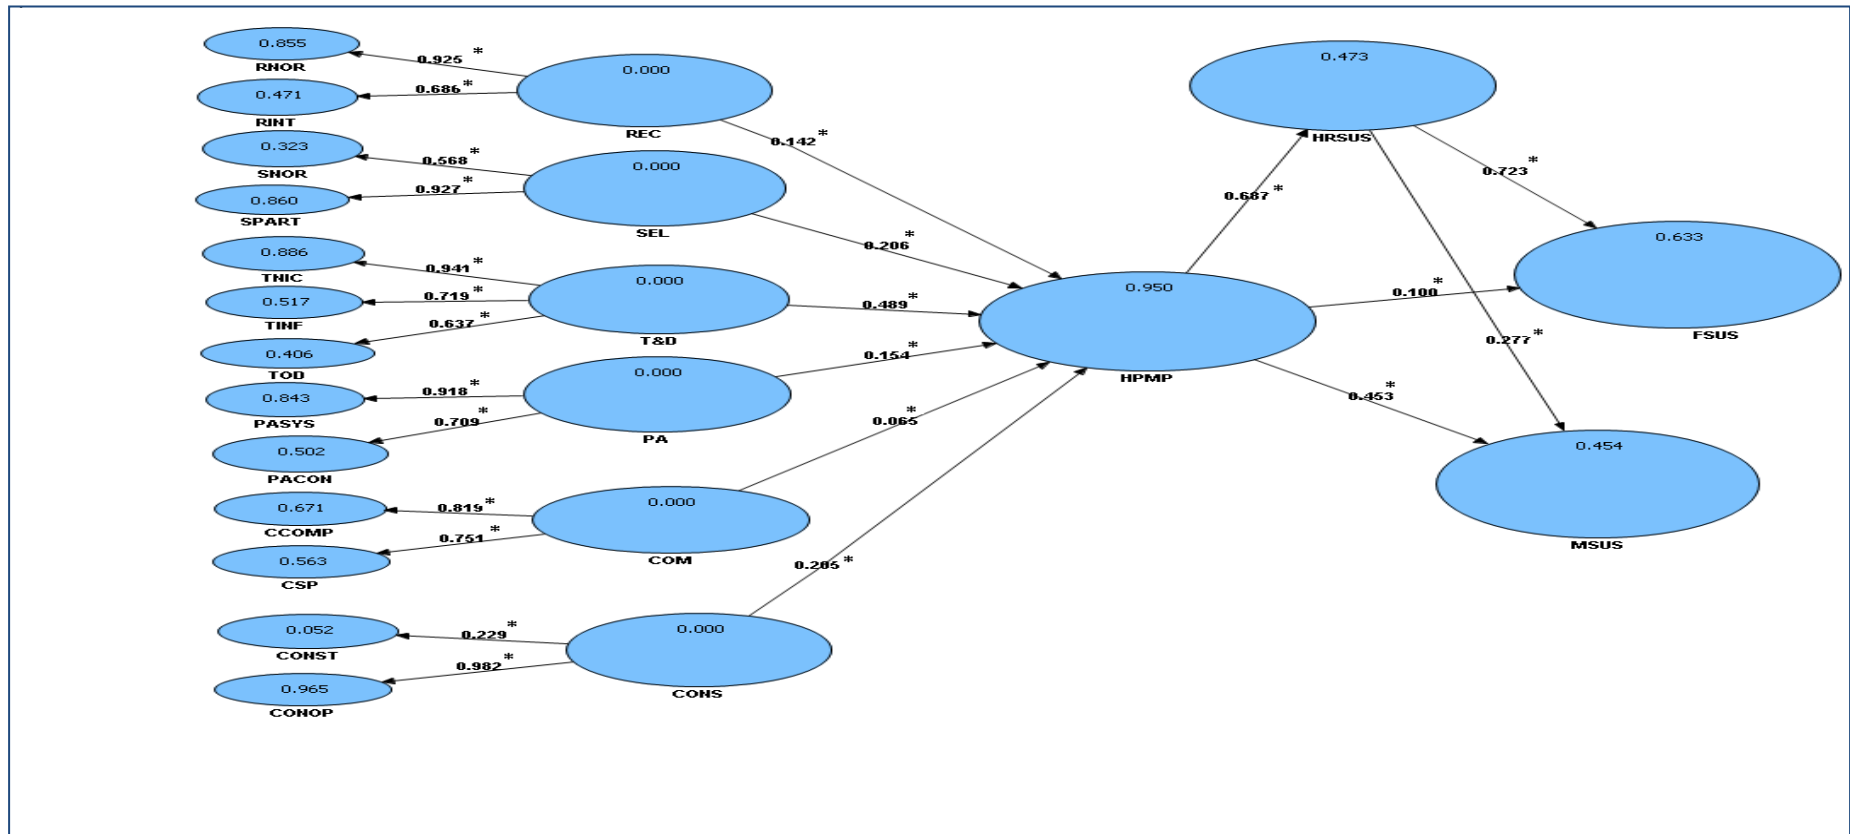 0.855
RNOR
0.925 *
0.471
RINT
0.686 *
0.000
REC
0.142 *
0.323
SNOR
0.568 *
0.860
SPART
0.927 *
0.000
SEL
0.206 *
0.886
TNIC
0.941 *
0.517
TINF
0.719 *
0.406
TOD
0.637 *
0.000
T&D
0.489 *
0.843
PASYS
0.918 *
0.502
PACON
0.709 *
0.000
PA
0.154 *
0.671
CCOMP
0.819 *
0.563
CSP
0.751 *
0.000
COM
0.065 *
0.052
CONST
0.229 *
0.965
CONOP
0.982 *
0.000
CONS
0.205 *
0.950
HPMP
0.687 *
0.473
HRSUS
0.723 *
0.100 *
0.633
FSUS
0.277 *
0.453 *
0.454
MSUS